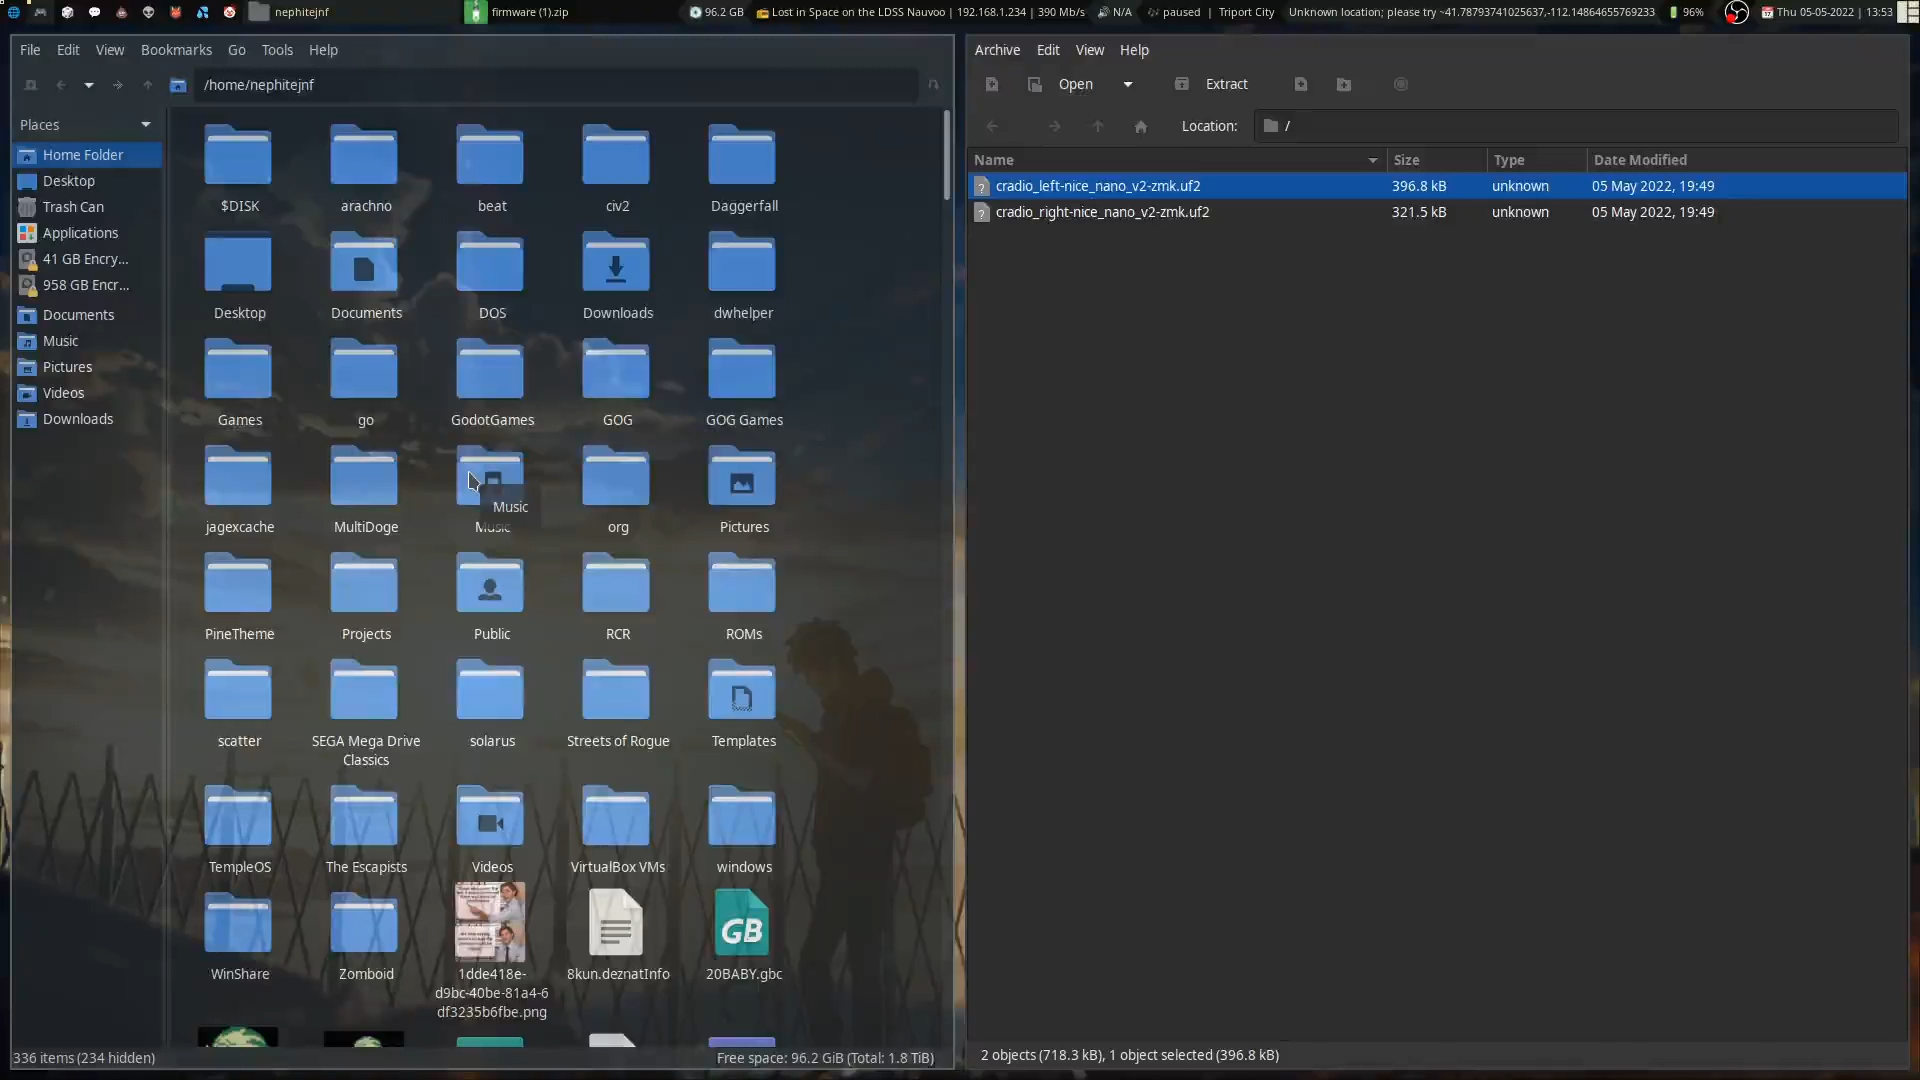 nephitejnf
firmware (1).zip
96.2 GB
Lost in Space on the LDSS Nauvoo | 192.168.1.234 | 390 Mb/s
N/A
paused | Triport City
Unknown location; please try ~41.78793741025637,-112.14864655769233
96%
Thu 05-05-2022 | 13:53
File Edit View Bookmarks Go Tools Help
/home/nephitejnf
Places
Home Folder
Desktop
Trash Can
Applications
41 GB Encry...
958 GB Encr...
Documents
Music
Pictures
Videos
Downloads
$DISK arachno beat civ2 Daggerfall
Desktop Documents DOS Downloads dwhelper
Games go GodotGames GOG GOG Games
Music
jagexcache MultiDoge Music org Pictures
PineTheme Projects Public RCR ROMs
scatter SEGA Mega Drive solarus Streets of Rogue Templates
Classics
TempleOS The Escapists Videos VirtualBox VMs windows
GB
WinShare Zomboid 1dde418e- 8kun.deznatInfo 20BABY.gbc
d9bc-40be-81a4-6
df3235b6fbe.png
336 items (234 hidden)
Free space: 96.2 GiB (Total: 1.8 TiB)
Archive Edit View Help
Open Extract
Location: /
Name Size Type Date Modified
cradio_left-nice_nano_v2-zmk.uf2 396.8 kB unknown 05 May 2022, 19:49
cradio_right-nice_nano_v2-zmk.uf2 321.5 kB unknown 05 May 2022, 19:49
2 objects (718.3 kB), 1 object selected (396.8 kB)